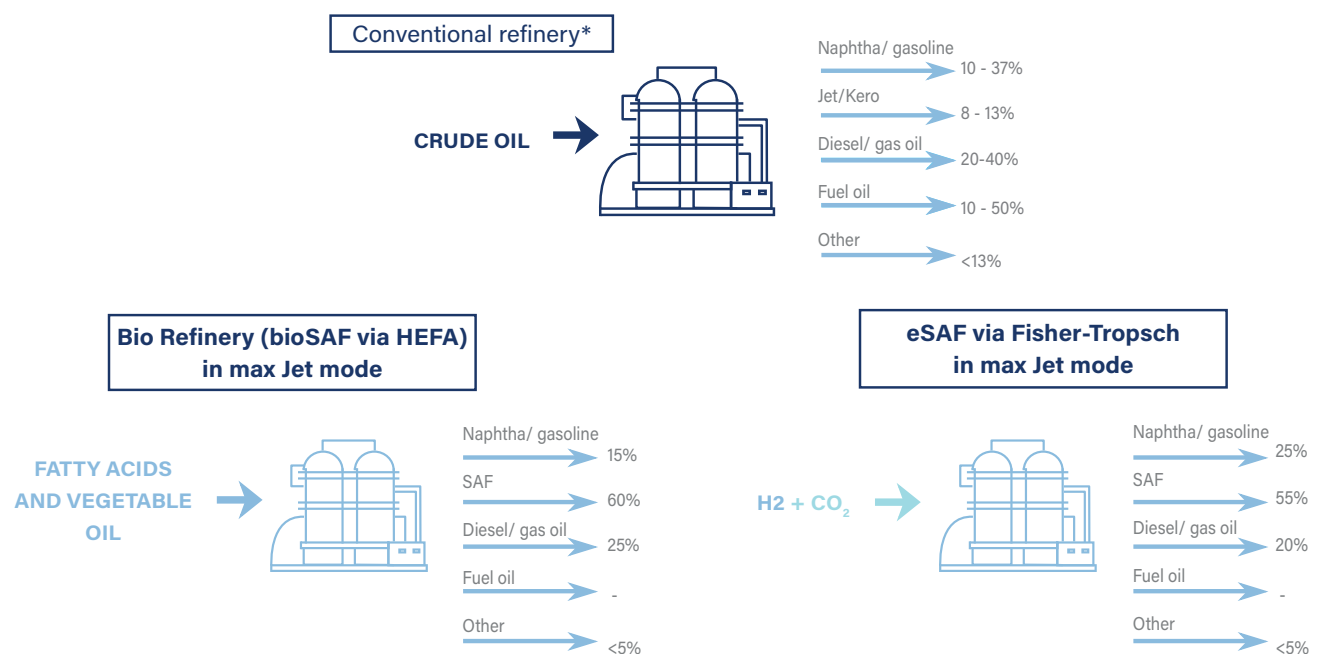 Conventional refinery*
CRUDE OIL
Naphtha/ gasoline
10 - 37%
Jet/Kero
8 - 13%
Diesel/ gas oil
20-40%
Fuel oil
10 - 50%
Other
<13%
Bio Refinery (bioSAF via HEFA)
in max Jet mode
FATTY ACIDS
AND VEGETABLE
OIL
Naphtha/ gasoline
15%
SAF
60%
Diesel/ gas oil
25%
Fuel oil
-
Other
<5%
eSAF via Fisher-Tropsch
in max Jet mode
H2 + CO₂
Naphtha/ gasoline
25%
SAF
55%
Diesel/ gas oil
20%
Fuel oil
-
Other
<5%